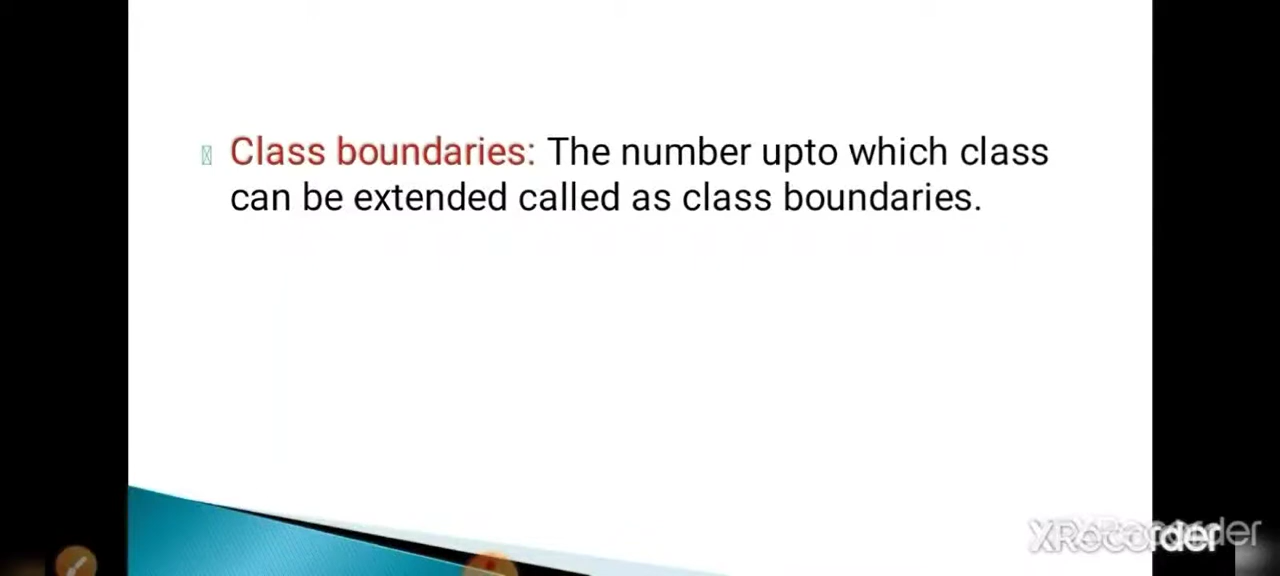 Class boundaries: The number upto which class
can be extended called as class boundaries.
XRecorder